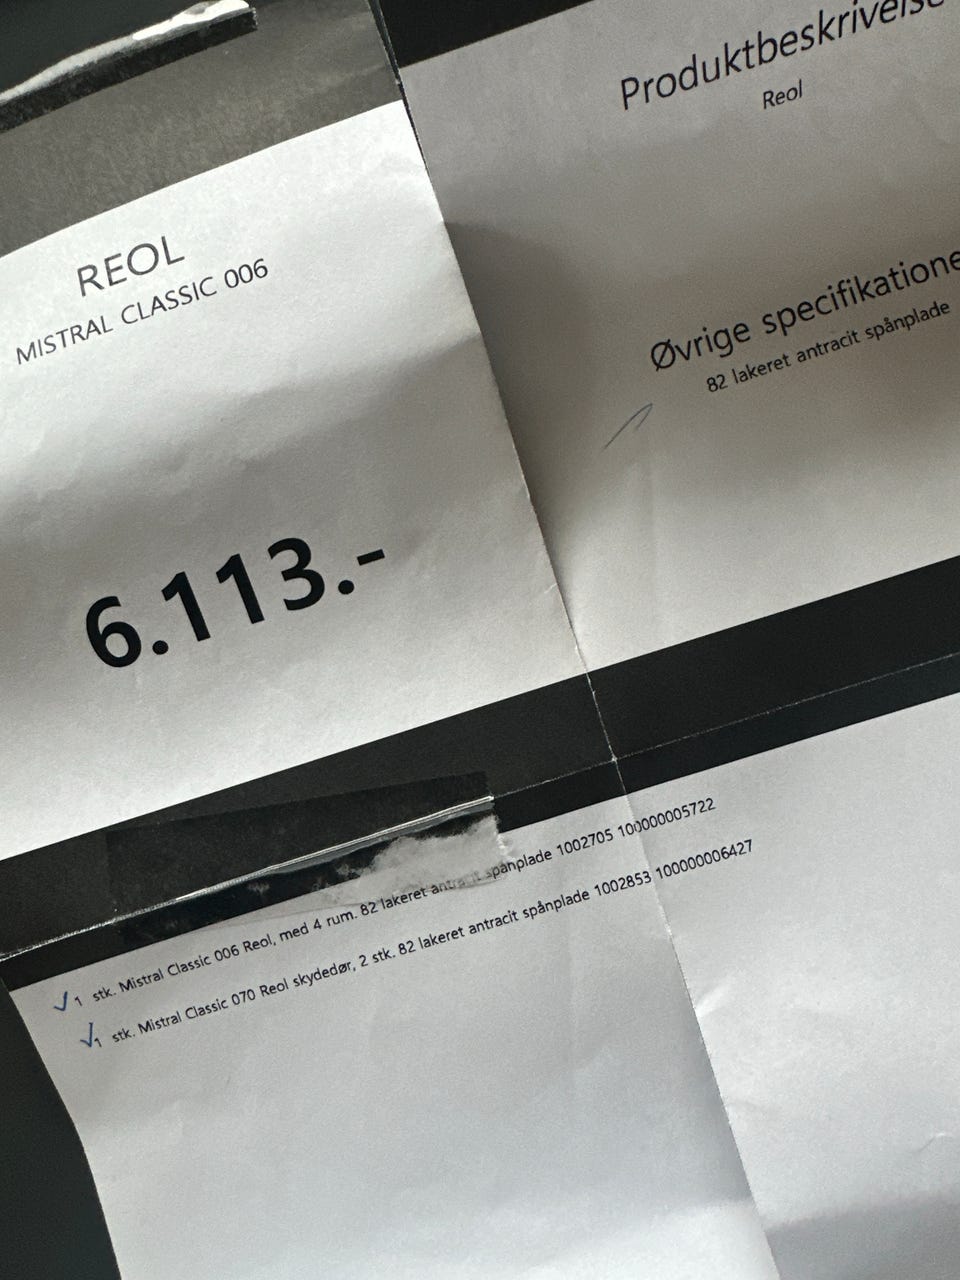 REOL
MISTRAL CLASSIC 006
6.113.-
Produktbeskrivelse
Reol
Øvrige specifikatione
82 lakeret antracit spånplade
1 stk. Mistral Classic 006 Reol, med 4 rum. 82 lakeret antracit spånplade 1002705 100000005722
1 stk. Mistral Classic 070 Reol skydedør, 2 stk. 82 lakeret antracit spånplade 1002853 100000006427